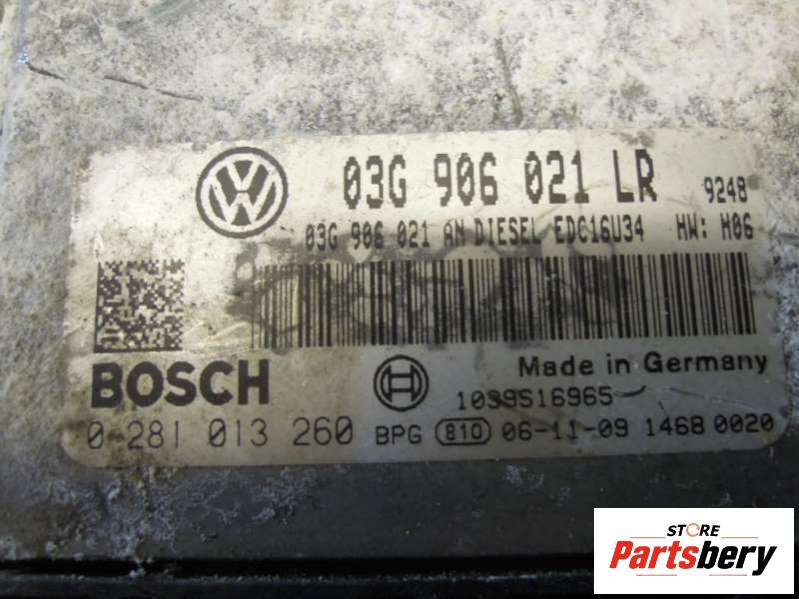 03G 906 021 LR 9248
03G 906 021 AN DIESEL EDC16U34 HW: H06
BOSCH
Made in Germany
1039S16965
0 281 013 260 BPG 810 06-11-09 1468 0020
STORE
Partsbery